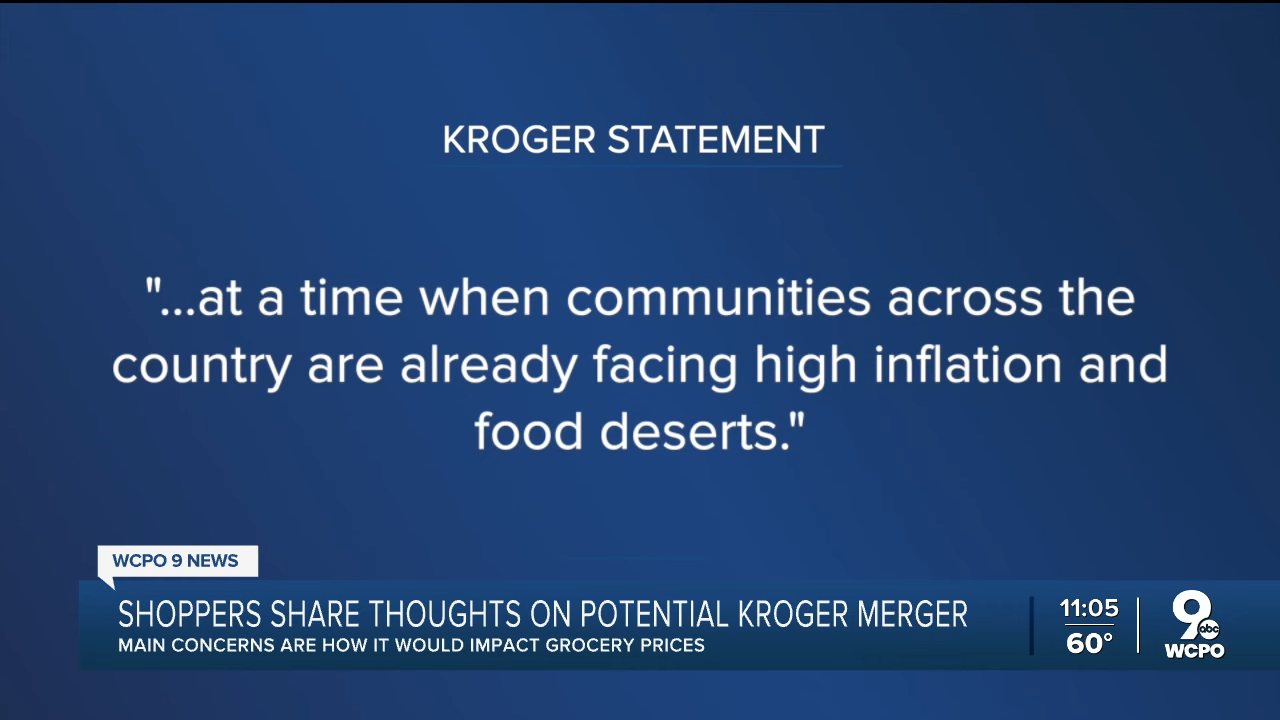 KROGER STATEMENT
"...at a time when communities across the
country are already facing high inflation and
food deserts."
WCPO 9 NEWS
SHOPPERS SHARE THOUGHTS ON POTENTIAL KROGER MERGER
MAIN CONCERNS ARE HOW IT WOULD IMPACT GROCERY PRICES
11:05
60°
9
abc
WCPO